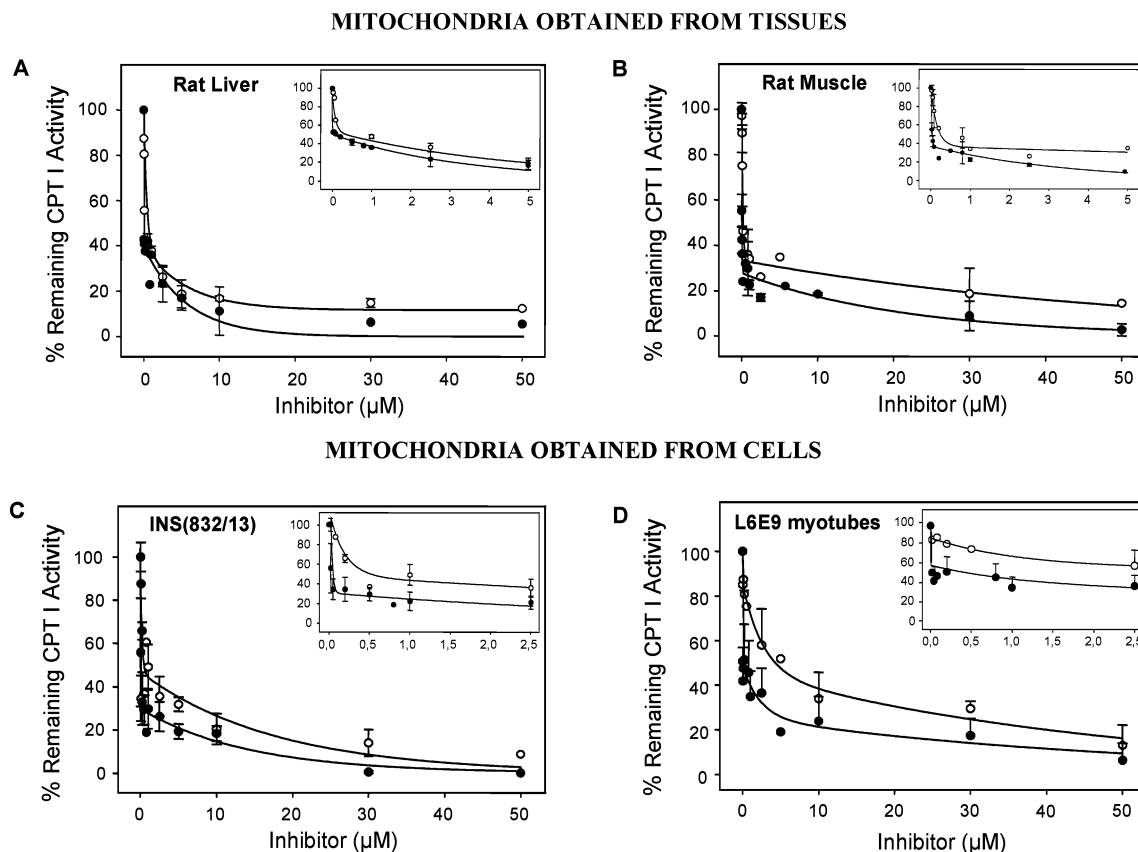 MITOCHONDRIA OBTAINED FROM TISSUES
A
Rat Liver
% Remaining CPT I Activity
100
80
60
40
20
0
0 10 20 30 40 50
Inhibitor (µM)
100
80
60
40
20
0
0 1 2 3 4 5
B
Rat Muscle
% Remaining CPT I Activity
100
80
60
40
20
0
0 10 20 30 40 50
Inhibitor (µM)
100
80
60
40
20
0
0 1 2 3 4 5
MITOCHONDRIA OBTAINED FROM CELLS
C
INS(832/13)
% Remaining CPT I Activity
100
80
60
40
20
0
0 10 20 30 40 50
Inhibitor (µM)
100
80
60
40
20
0
0,0 0,5 1,0 1,5 2,0 2,5
D
L6E9 myotubes
% Remaining CPT I Activity
100
80
60
40
20
0
0 10 20 30 40 50
Inhibitor (µM)
100
80
60
40
20
0
0,0 0,5 1,0 1,5 2,0 2,5